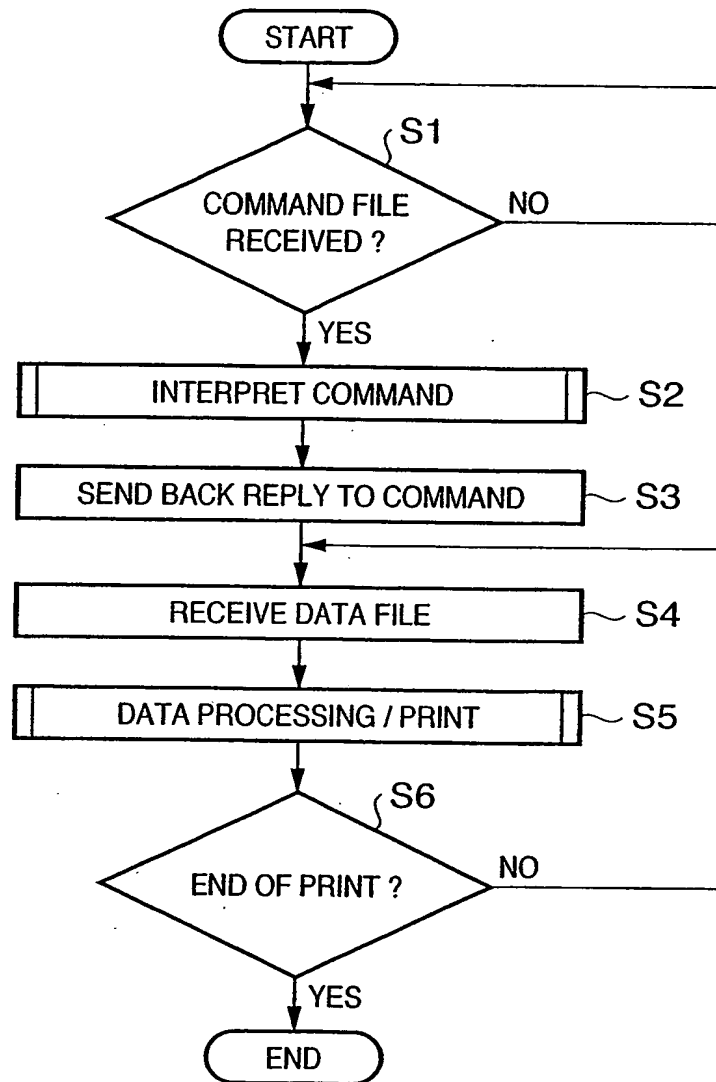 START
S1
COMMAND FILE
RECEIVED ?
NO
YES
INTERPRET COMMAND
S2
SEND BACK REPLY TO COMMAND
S3
RECEIVE DATA FILE
S4
DATA PROCESSING / PRINT
S5
S6
END OF PRINT ?
NO
YES
END